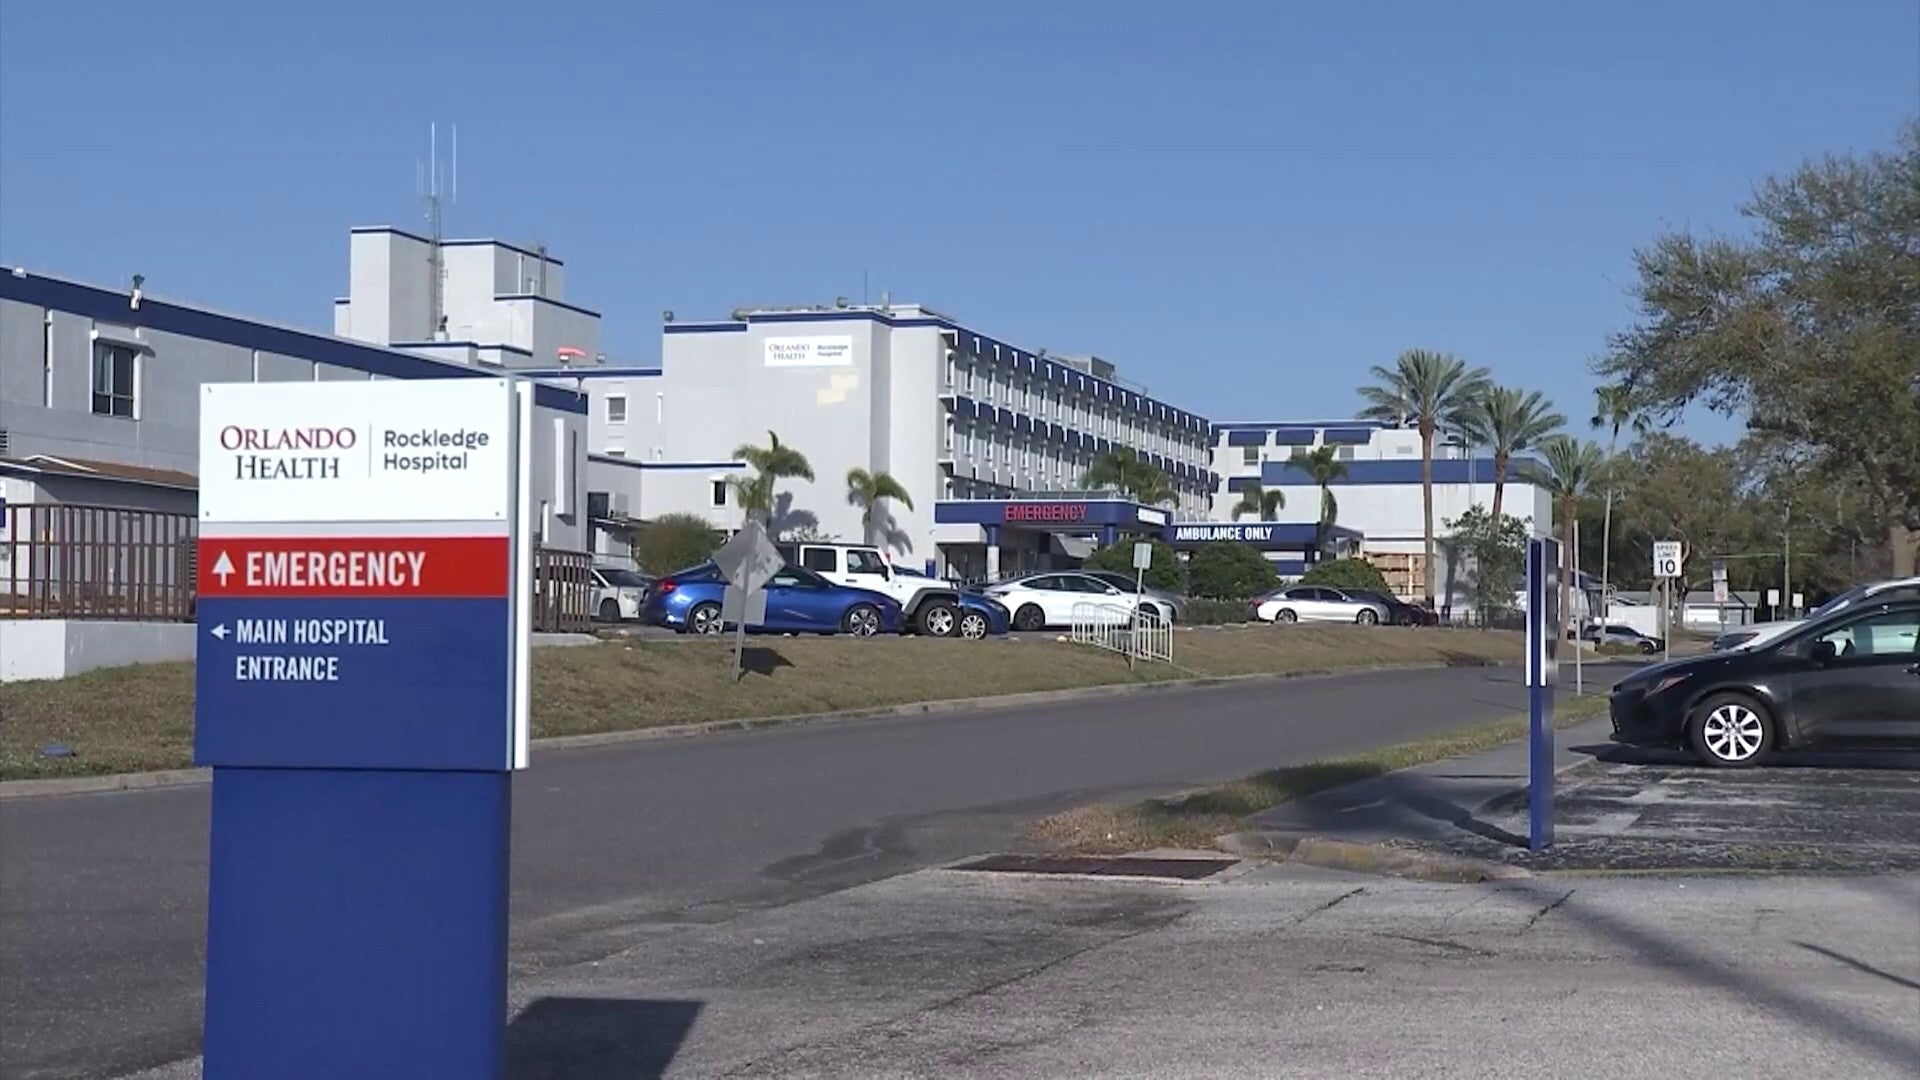 ORLANDO
HEALTH
Rockledge
Hospital
EMERGENCY
MAIN HOSPITAL
ENTRANCE
ORLANDO
HEALTH
Rockledge
Hospital
EMERGENCY
AMBULANCE ONLY
SPEED
LIMIT
10